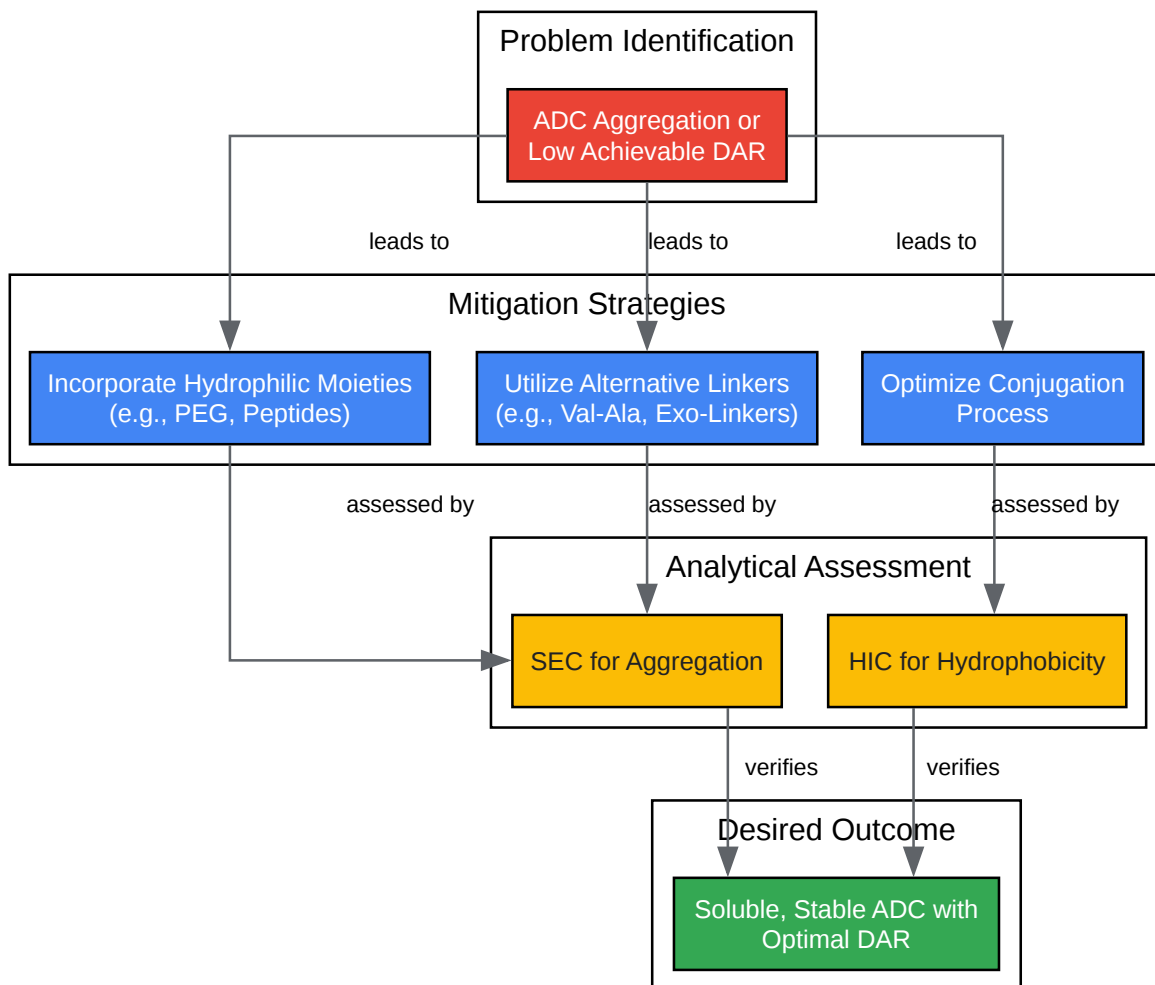 Problem Identification
ADC Aggregation or
Low Achievable DAR
leads to
leads to
leads to
Mitigation Strategies
Incorporate Hydrophilic Moieties
(e.g., PEG, Peptides)
Utilize Alternative Linkers
(e.g., Val-Ala, Exo-Linkers)
Optimize Conjugation
Process
assessed by
assessed by
assessed by
Analytical Assessment
SEC for Aggregation
HIC for Hydrophobicity
verifies
verifies
Desired Outcome
Soluble, Stable ADC with
Optimal DAR